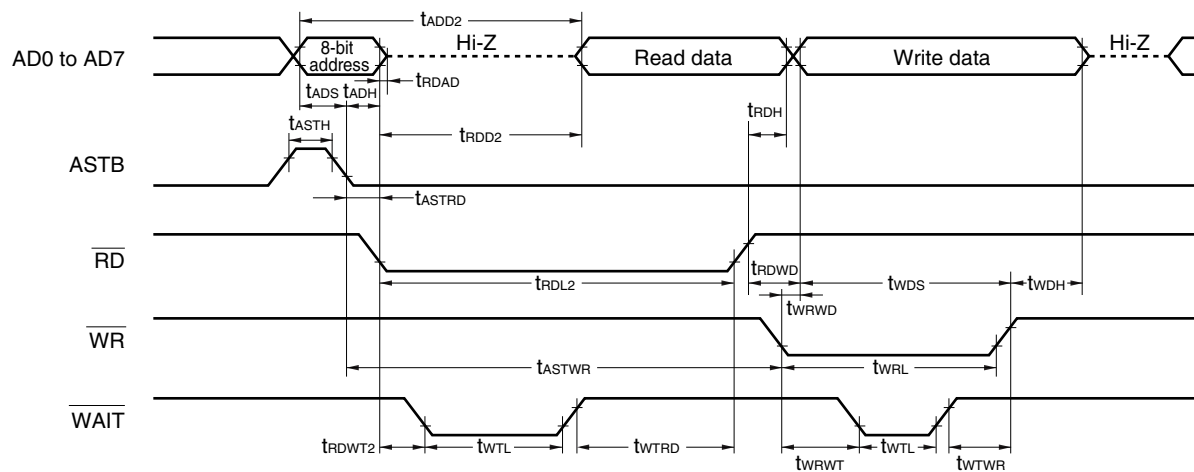 tADD2
AD0 to AD7
8-bit address
Hi-Z
Read data
Write data
Hi-Z
tRDAD
tADS
tADH
tRDH
tASTH
tRDD2
ASTB
tASTRD
RD
tRDL2
tRDWD
tWDS
tWDH
tWRWD
WR
tASTWR
tWRL
WAIT
tRDWT2
tWTL
tWTRD
tWRWT
tWTL
tWTWR